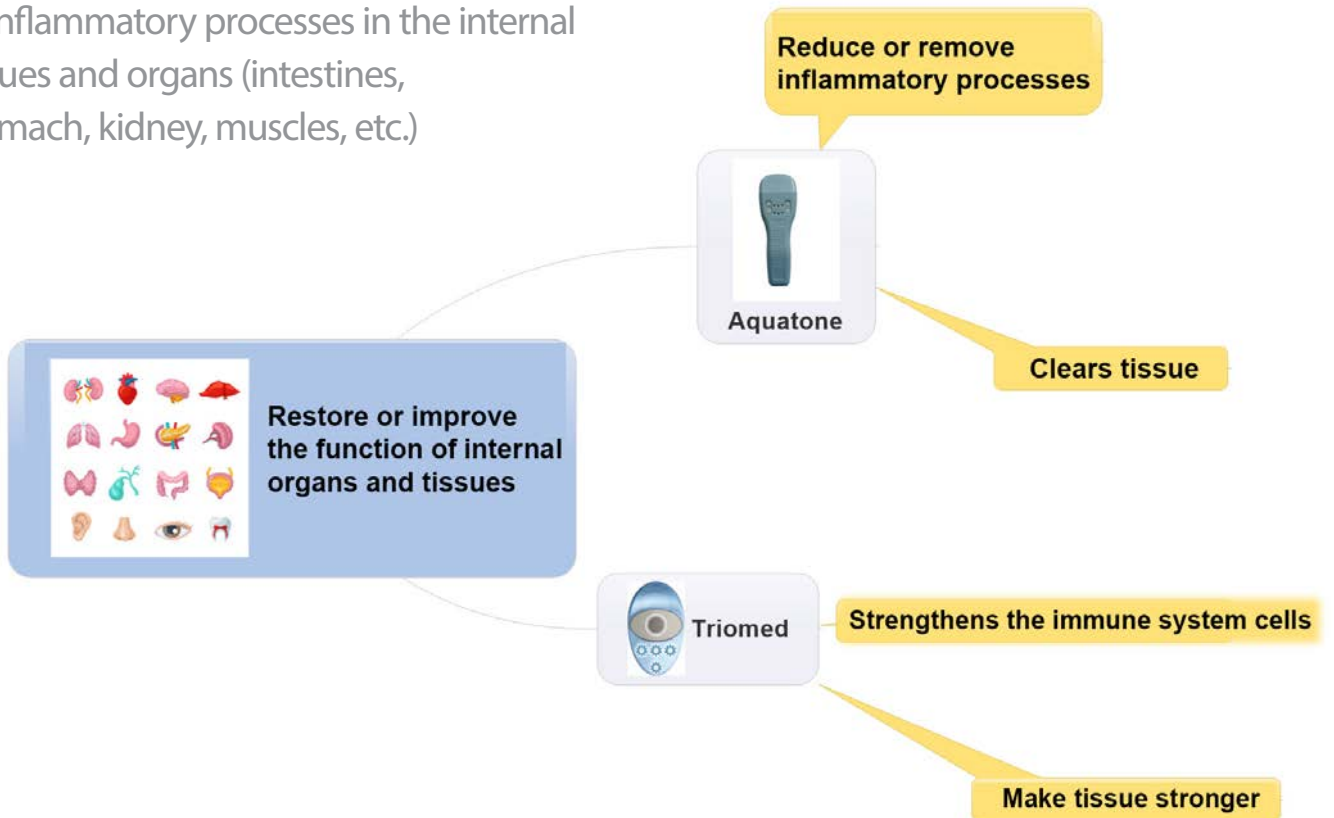 nflammatory processes in the internal
ues and organs (intestines,
mach, kidney, muscles, etc.)
Reduce or remove
inflammatory processes
Aquatone
Clears tissue
Restore or improve
the function of internal
organs and tissues
Triomed
Strengthens the immune system cells
Make tissue stronger